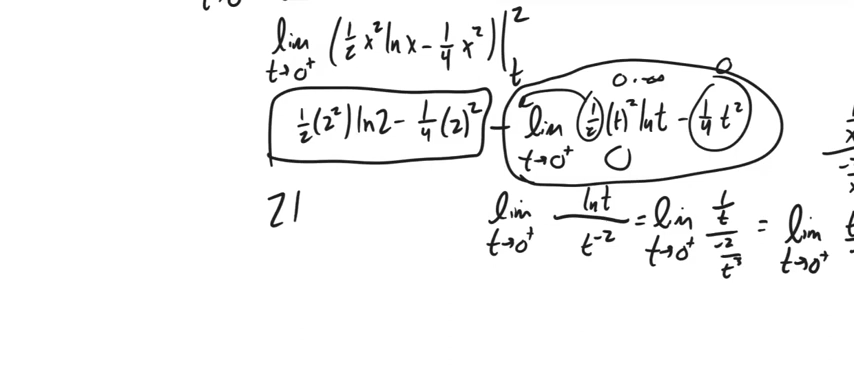 lim t→0⁺ (1/2 x² ln x − 1/4 x²) |ₜ²
1/2 (2²) ln2 − 1/4 (2)² − lim t→0⁺ (1/2) (t)² ln t − 1/4 t²
0·∞ 0
0
2l
lim t→0⁺ ln t / t⁻² = lim t→0⁺ (1/t) / (−2/t³) = lim t→0⁺